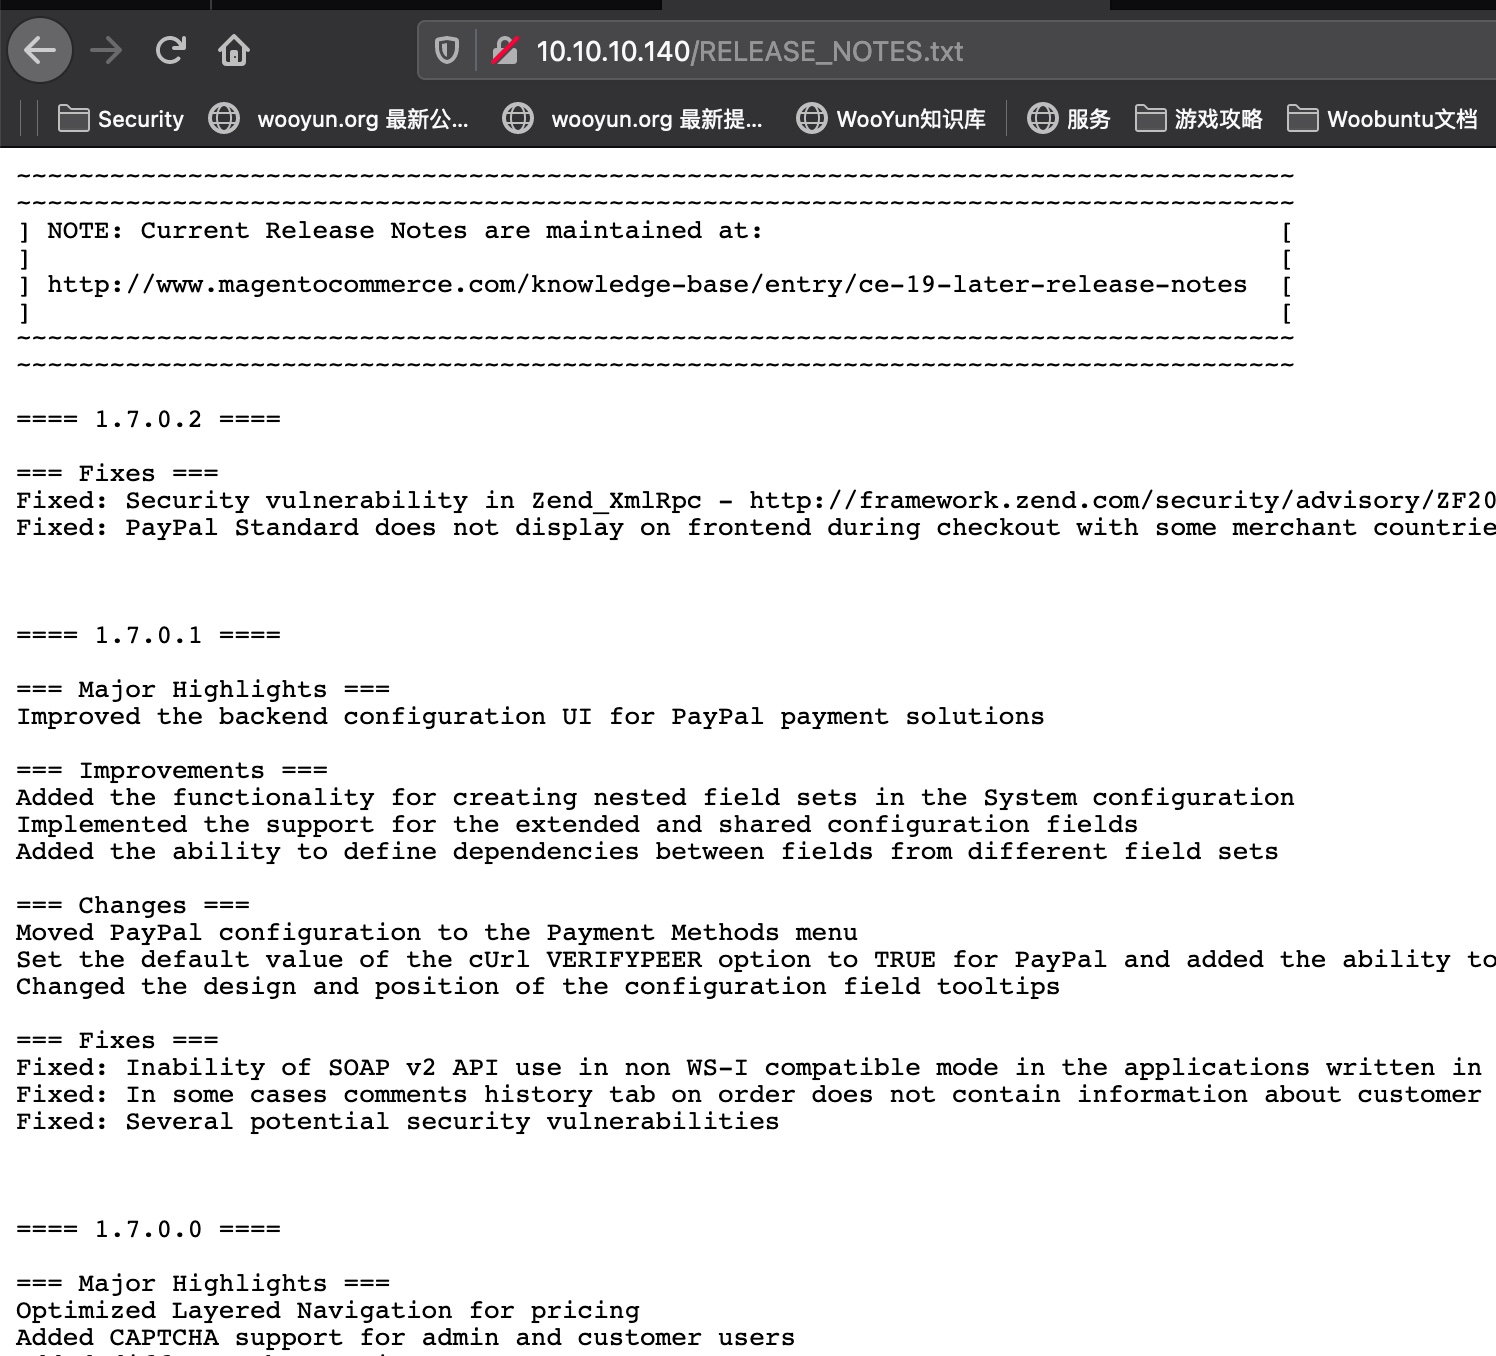 10.10.10.140/RELEASE_NOTES.txt
Security wooyun.org 最新公... wooyun.org 最新提... WooYun知识库 服务 游戏攻略 Woobuntu文档
~~~~~~~~~~~~~~~~~~~~~~~~~~~~~~~~~~~~~~~~~~~~~~~~~~~~~~~~~~~~~~~~~~~~~~~~~~~~~~~~~~
~~~~~~~~~~~~~~~~~~~~~~~~~~~~~~~~~~~~~~~~~~~~~~~~~~~~~~~~~~~~~~~~~~~~~~~~~~~~~~~~~~
] NOTE: Current Release Notes are maintained at: [
] [
] http://www.magentocommerce.com/knowledge-base/entry/ce-19-later-release-notes [
] [
~~~~~~~~~~~~~~~~~~~~~~~~~~~~~~~~~~~~~~~~~~~~~~~~~~~~~~~~~~~~~~~~~~~~~~~~~~~~~~~~~~
~~~~~~~~~~~~~~~~~~~~~~~~~~~~~~~~~~~~~~~~~~~~~~~~~~~~~~~~~~~~~~~~~~~~~~~~~~~~~~~~~~
==== 1.7.0.2 ====
=== Fixes ===
Fixed: Security vulnerability in Zend_XmlRpc - http://framework.zend.com/security/advisory/ZF20
Fixed: PayPal Standard does not display on frontend during checkout with some merchant countrie
==== 1.7.0.1 ====
=== Major Highlights ===
Improved the backend configuration UI for PayPal payment solutions
=== Improvements ===
Added the functionality for creating nested field sets in the System configuration
Implemented the support for the extended and shared configuration fields
Added the ability to define dependencies between fields from different field sets
=== Changes ===
Moved PayPal configuration to the Payment Methods menu
Set the default value of the cUrl VERIFYPEER option to TRUE for PayPal and added the ability to
Changed the design and position of the configuration field tooltips
=== Fixes ===
Fixed: Inability of SOAP v2 API use in non WS-I compatible mode in the applications written in
Fixed: In some cases comments history tab on order does not contain information about customer
Fixed: Several potential security vulnerabilities
==== 1.7.0.0 ====
=== Major Highlights ===
Optimized Layered Navigation for pricing
Added CAPTCHA support for admin and customer users